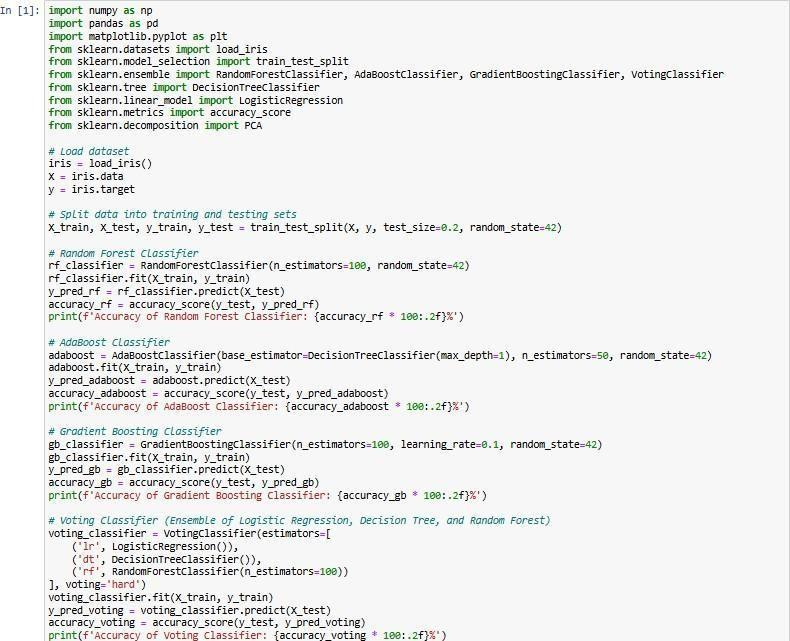 In [1]: import numpy as np
import pandas as pd
import matplotlib.pyplot as plt
from sklearn.datasets import load_iris
from sklearn.model_selection import train_test_split
from sklearn.ensemble import RandomForestClassifier, AdaBoostClassifier, GradientBoostingClassifier, VotingClassifier
from sklearn.tree import DecisionTreeClassifier
from sklearn.linear_model import LogisticRegression
from sklearn.metrics import accuracy_score
from sklearn.decomposition import PCA

# Load dataset
iris = load_iris()
X = iris.data
y = iris.target

# Split data into training and testing sets
X_train, X_test, y_train, y_test = train_test_split(X, y, test_size=0.2, random_state=42)

# Random Forest Classifier
rf_classifier = RandomForestClassifier(n_estimators=100, random_state=42)
rf_classifier.fit(X_train, y_train)
y_pred_rf = rf_classifier.predict(X_test)
accuracy_rf = accuracy_score(y_test, y_pred_rf)
print(f'Accuracy of Random Forest Classifier: {accuracy_rf * 100:.2f}%')

# AdaBoost Classifier
adaboost = AdaBoostClassifier(base_estimator=DecisionTreeClassifier(max_depth=1), n_estimators=50, random_state=42)
adaboost.fit(X_train, y_train)
y_pred_adaboost = adaboost.predict(X_test)
accuracy_adaboost = accuracy_score(y_test, y_pred_adaboost)
print(f'Accuracy of AdaBoost Classifier: {accuracy_adaboost * 100:.2f}%')

# Gradient Boosting Classifier
gb_classifier = GradientBoostingClassifier(n_estimators=100, learning_rate=0.1, random_state=42)
gb_classifier.fit(X_train, y_train)
y_pred_gb = gb_classifier.predict(X_test)
accuracy_gb = accuracy_score(y_test, y_pred_gb)
print(f'Accuracy of Gradient Boosting Classifier: {accuracy_gb * 100:.2f}%')

# Voting Classifier (Ensemble of Logistic Regression, Decision Tree, and Random Forest)
voting_classifier = VotingClassifier(estimators=[
    ('lr', LogisticRegression()),
    ('dt', DecisionTreeClassifier()),
    ('rf', RandomForestClassifier(n_estimators=100))
], voting='hard')
voting_classifier.fit(X_train, y_train)
y_pred_voting = voting_classifier.predict(X_test)
accuracy_voting = accuracy_score(y_test, y_pred_voting)
print(f'Accuracy of Voting Classifier: {accuracy_voting * 100:.2f}%')